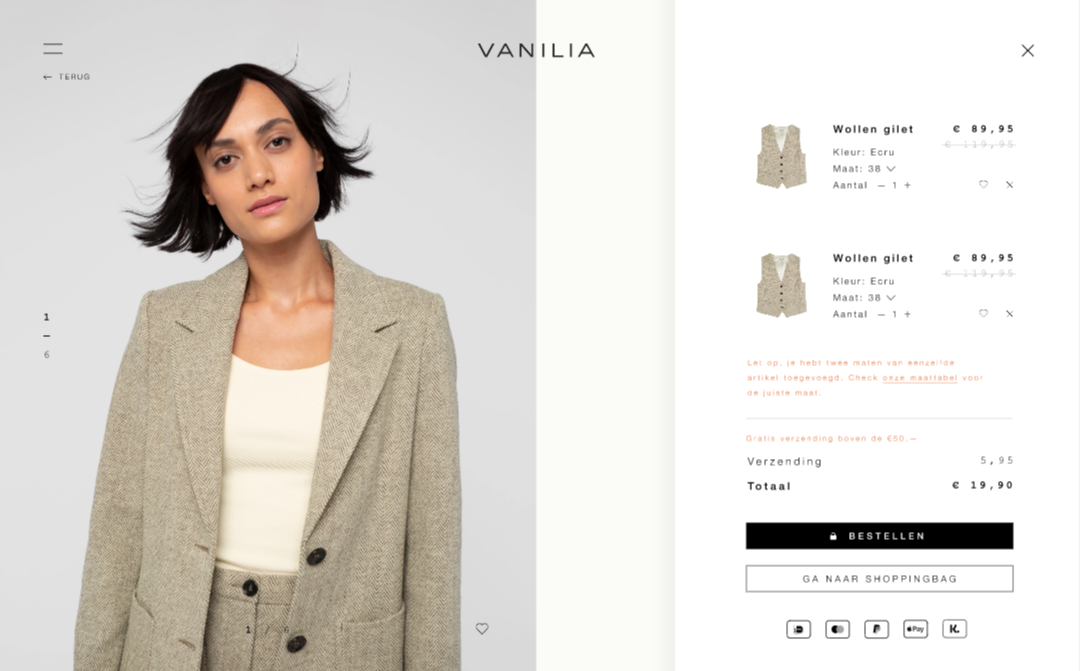 VANILIA
← TERUG
1
–
6
1 /
Wollen gilet € 89,95
€ 119,95
Kleur: Ecru
Maat: 38
Aantal – 1 +
Wollen gilet € 89,95
€ 119,95
Kleur: Ecru
Maat: 38
Aantal – 1 +
Let op, je hebt twee maten van eenzelfde
artikel toegevoegd. Check onze maattabel voor
de juiste maat.
Gratis verzending boven de €50,–
Verzending 5,95
Totaal € 19,90
BESTELLEN
GA NAAR SHOPPINGBAG
Pay
K.